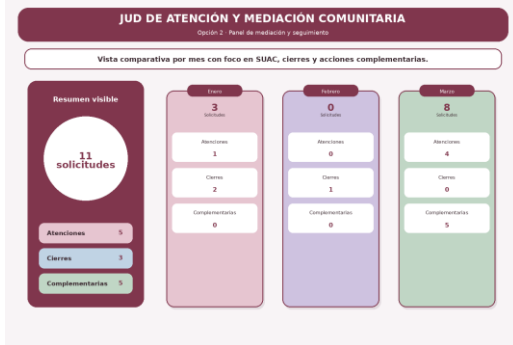 JUD DE ATENCIÓN Y MEDIACIÓN COMUNITARIA
Opción 2 · Panel de mediación y seguimiento
Vista comparativa por mes con foco en SUAC, cierres y acciones complementarias.
Resumen visible
11
solicitudes
Atenciones 5
Cierres 3
Complementarias 5
Enero
3
Solicitudes
Atenciones
1
Cierres
2
Complementarias
0
Febrero
0
Solicitudes
Atenciones
0
Cierres
1
Complementarias
0
Marzo
8
Solicitudes
Atenciones
4
Cierres
0
Complementarias
5